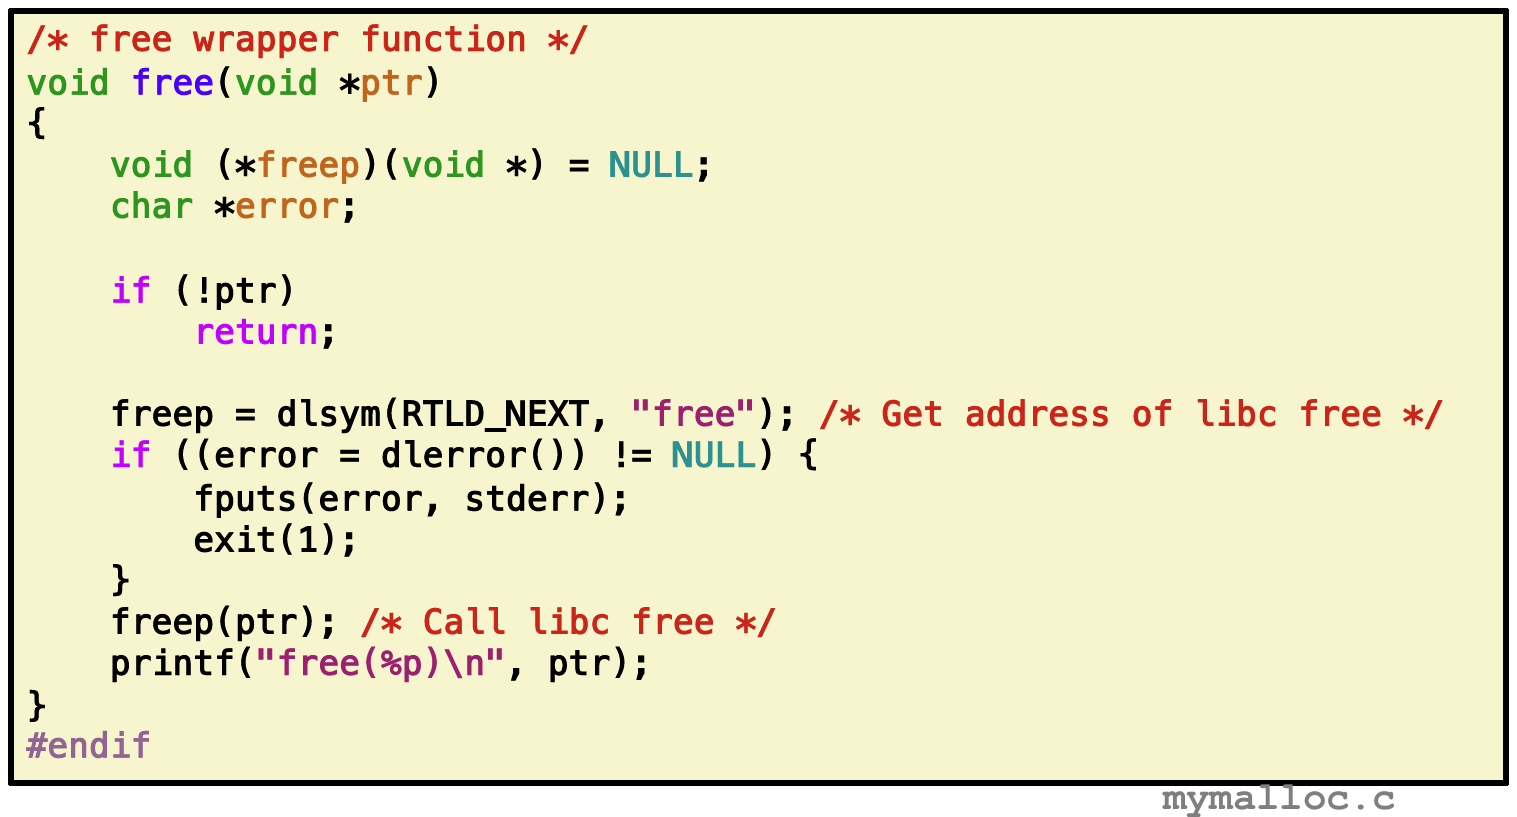 /* free wrapper function */
void free(void *ptr)
{
    void (*freep)(void *) = NULL;
    char *error;

    if (!ptr)
        return;

    freep = dlsym(RTLD_NEXT, "free"); /* Get address of libc free */
    if ((error = dlerror()) != NULL) {
        fputs(error, stderr);
        exit(1);
    }
    freep(ptr); /* Call libc free */
    printf("free(%p)\n", ptr);
}
#endif
mymalloc.c